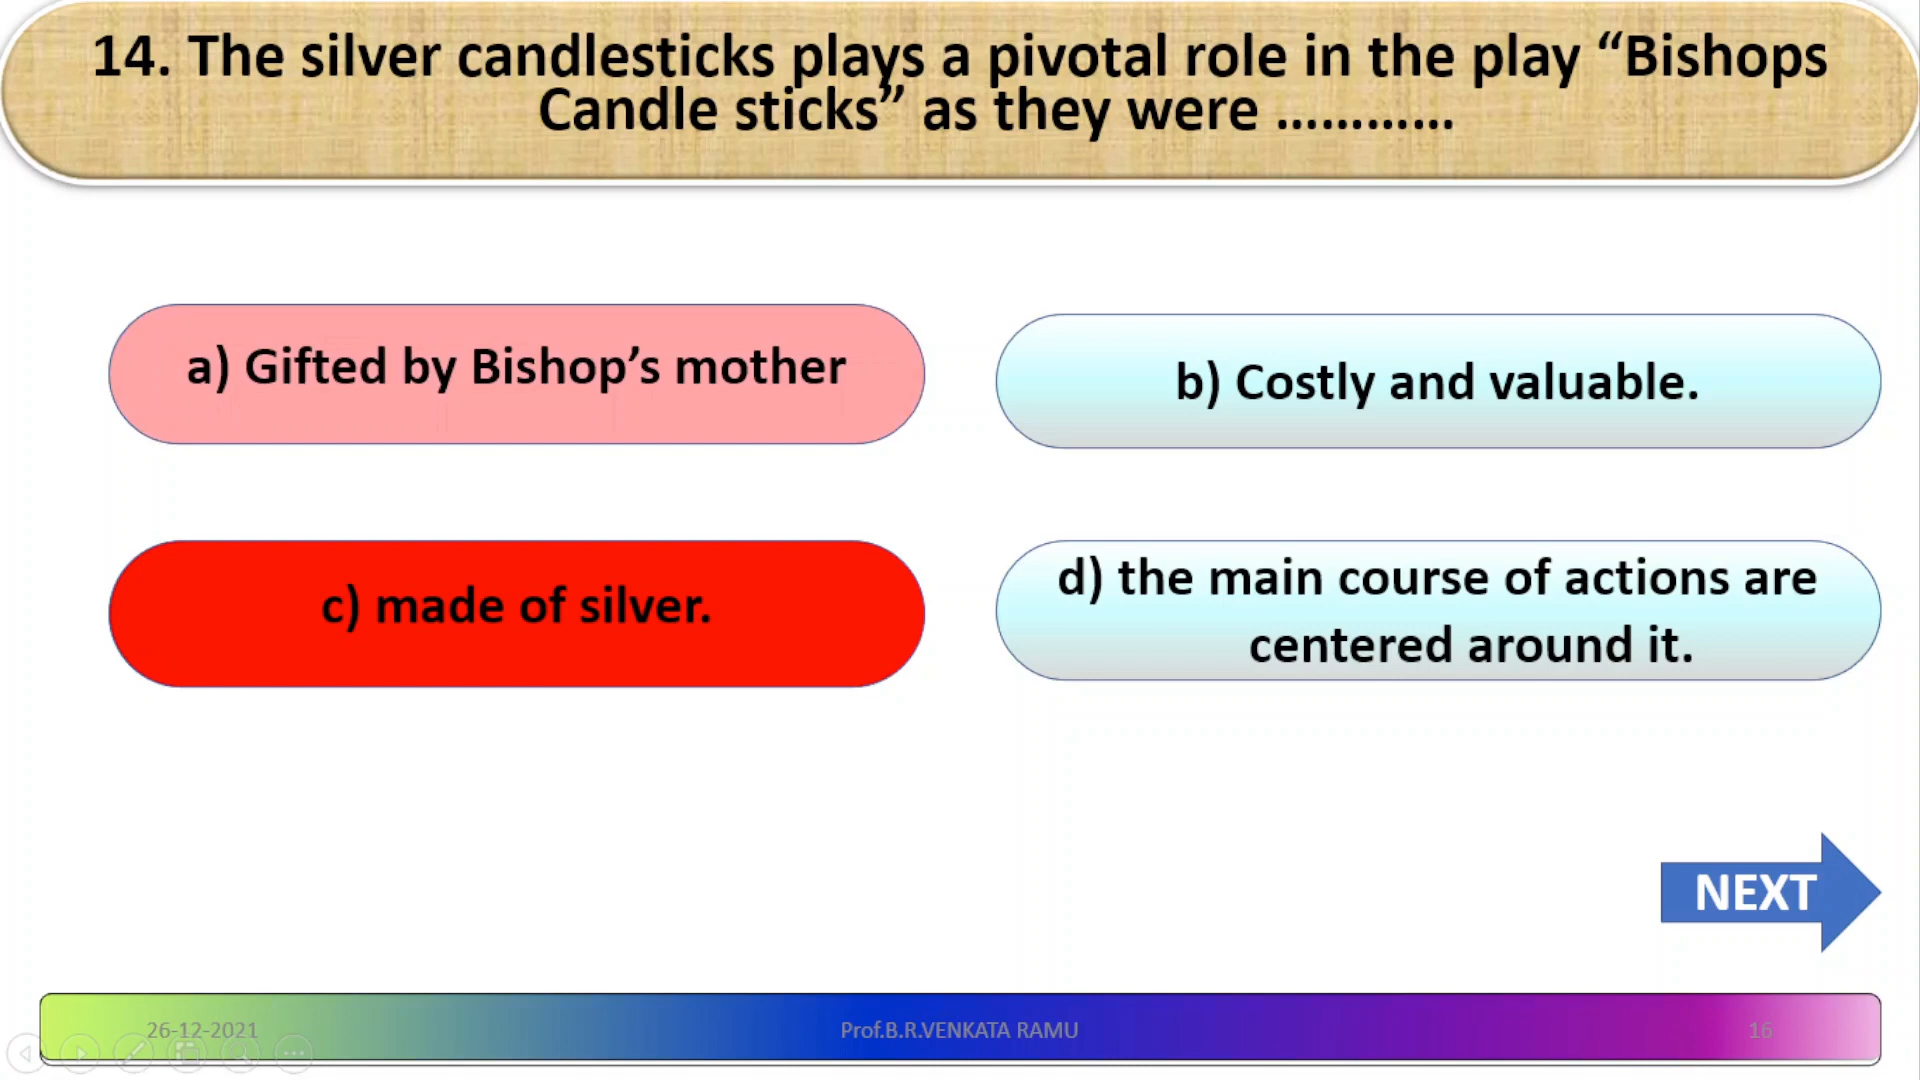 14. The silver candlesticks plays a pivotal role in the play “Bishops
Candle sticks” as they were ............
a) Gifted by Bishop’s mother
b) Costly and valuable.
c) made of silver.
d) the main course of actions are
centered around it.
NEXT
26-12-2021
Prof.B.R.VENKATA RAMU
16